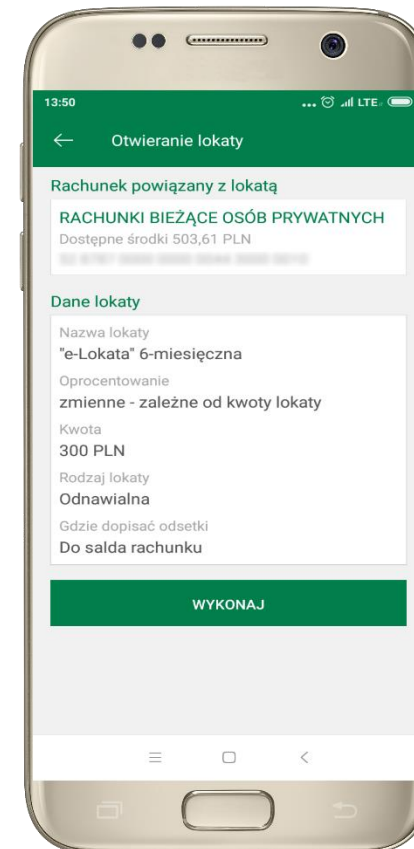 13:50
... LTE
Otwieranie lokaty
Rachunek powiązany z lokatą
RACHUNKI BIEŻĄCE OSÓB PRYWATNYCH
Dostępne środki 503,61 PLN
Dane lokaty
Nazwa lokaty
"e-Lokata" 6-miesięczna
Oprocentowanie
zmienne - zależne od kwoty lokaty
Kwota
300 PLN
Rodzaj lokaty
Odnawialna
Gdzie dopisać odsetki
Do salda rachunku
WYKONAJ